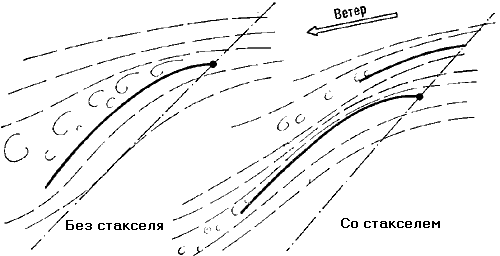 Ветер
Без стакселя
Со стакселем